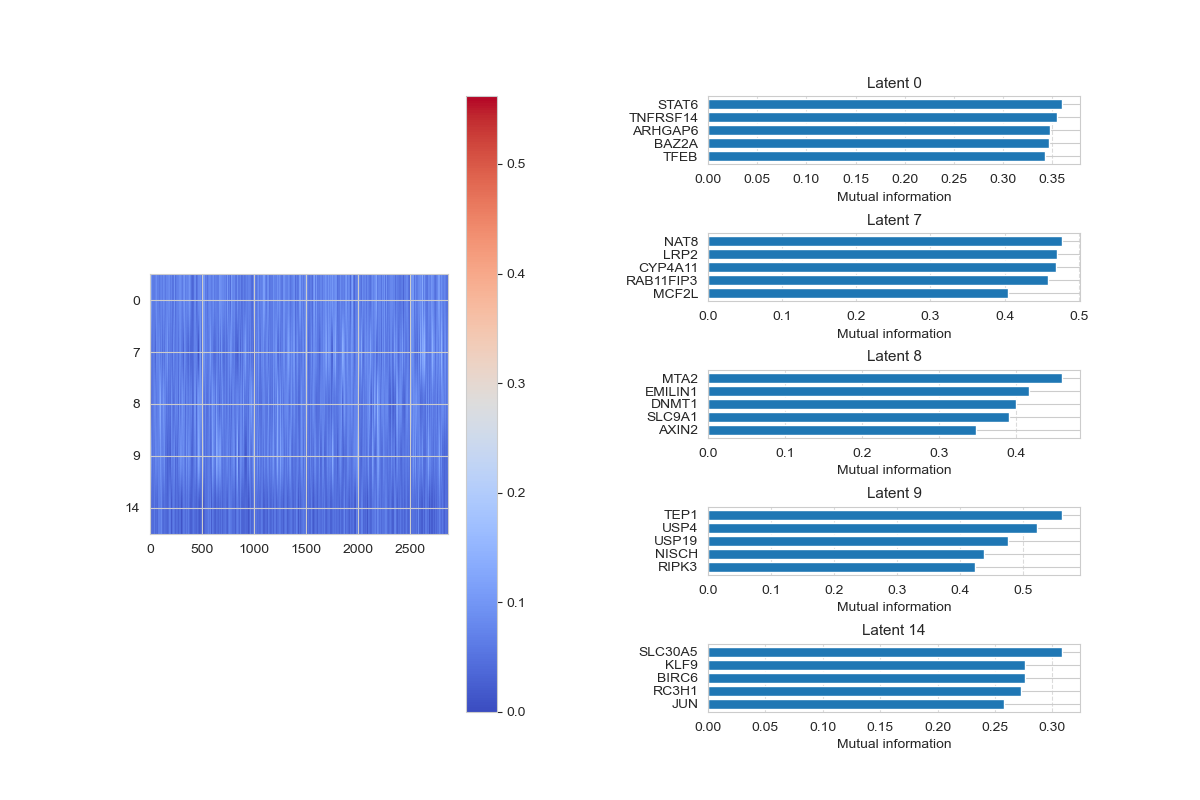 0
7
8
9
14
0 500 1000 1500 2000 2500
0.5
0.4
0.3
0.2
0.1
0.0
Latent 0
STAT6
TNFRSF14
ARHGAP6
BAZ2A
TFEB
0.00 0.05 0.10 0.15 0.20 0.25 0.30 0.35
Mutual information
Latent 7
NAT8
LRP2
CYP4A11
RAB11FIP3
MCF2L
0.0 0.1 0.2 0.3 0.4 0.5
Mutual information
Latent 8
MTA2
EMILIN1
DNMT1
SLC9A1
AXIN2
0.0 0.1 0.2 0.3 0.4
Mutual information
Latent 9
TEP1
USP4
USP19
NISCH
RIPK3
0.0 0.1 0.2 0.3 0.4 0.5
Mutual information
Latent 14
SLC30A5
KLF9
BIRC6
RC3H1
JUN
0.00 0.05 0.10 0.15 0.20 0.25 0.30
Mutual information